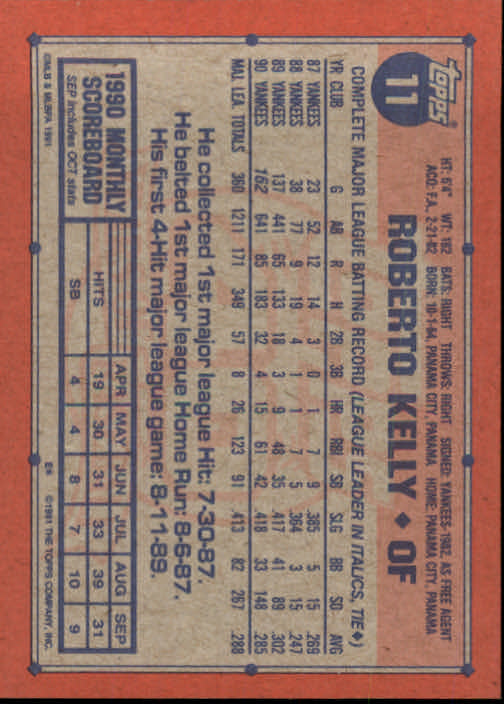 topps®
11
HT: 6'4" WT: 192 BATS: RIGHT THROWS: RIGHT SIGNED: YANKEES-1982, AS FREE AGENT
ACQ: F.A. 2-21-82 BORN: 10-1-64, PANAMA CITY, PANAMA HOME: PANAMA CITY, PANAMA
ROBERTO KELLY ♦ OF
COMPLETE MAJOR LEAGUE BATTING RECORD (LEAGUE LEADER IN ITALICS, TIE♦)
YR CLUB G AB R H 2B 3B HR RBI SB SLG BB SO AVG
87 YANKEES 23 52 12 14 3 0 1 7 9 .385 5 15 .269
88 YANKEES 38 77 9 19 4 1 1 7 5 .364 3 15 .247
89 YANKEES 137 441 65 133 18 3 9 48 35 .417 41 89 .302
90 YANKEES 162 641 85 183 32 4 15 61 42 .418 33 148 .285
MAJ. LEA. TOTALS 360 1211 171 349 57 8 26 123 91 .413 82 267 .288
He collected 1st major league Hit: 7-30-87.
He belted 1st major league Home Run: 8-6-87.
His first 4-Hit major league game: 8-11-89.
1990 MONTHLY
SCOREBOARD
SEP includes OCT stats
APR MAY JUN JUL AUG SEP
HITS 19 30 31 33 39 31
SB 4 4 8 7 10 9
©MLB & MLBPA 1991
E* ©1991 THE TOPPS COMPANY, INC.